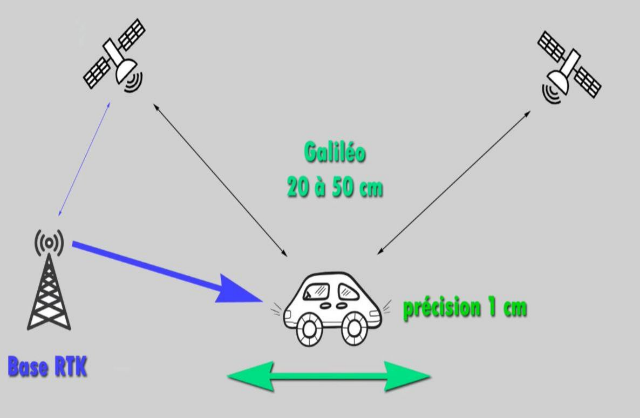 Galiléo
20 à 50 cm
précision 1 cm
Base RTK